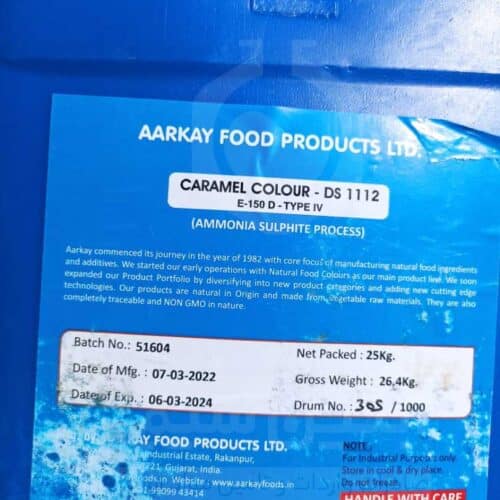 AARKAY FOOD PRODUCTS LTD.
CARAMEL COLOUR - DS 1112
E-150 D - TYPE IV
(AMMONIA SULPHITE PROCESS)
Aarkay commenced its journey in the year of 1982 with core focus of manufacturing natural food ingredients
and additives. We started our early operations with Natural Food Colours as our main product line. We soon
expanded our Product Portfolio by diversifying into new product categories and adding new cutting edge
technologies. Our products are natural in Origin and made from vegetable raw materials. They are also
completely traceable and NON GMO in nature.
Batch No.: 51604
Date of Mfg. : 07-03-2022
Date of Exp. : 06-03-2024
Net Packed : 25Kg.
Gross Weight : 26.4Kg.
Drum No.: 305 / 1000
AARKAY FOOD PRODUCTS LTD.
Industrial Estate, Rakanpur,
21, Gujarat, India.
ds.in Website : www.aarkayfoods.in
-9099 43414
NOTE :
For Industrial Purposes only.
Store in cool & dry place.
Do not freeze.
HANDLE WITH CARE